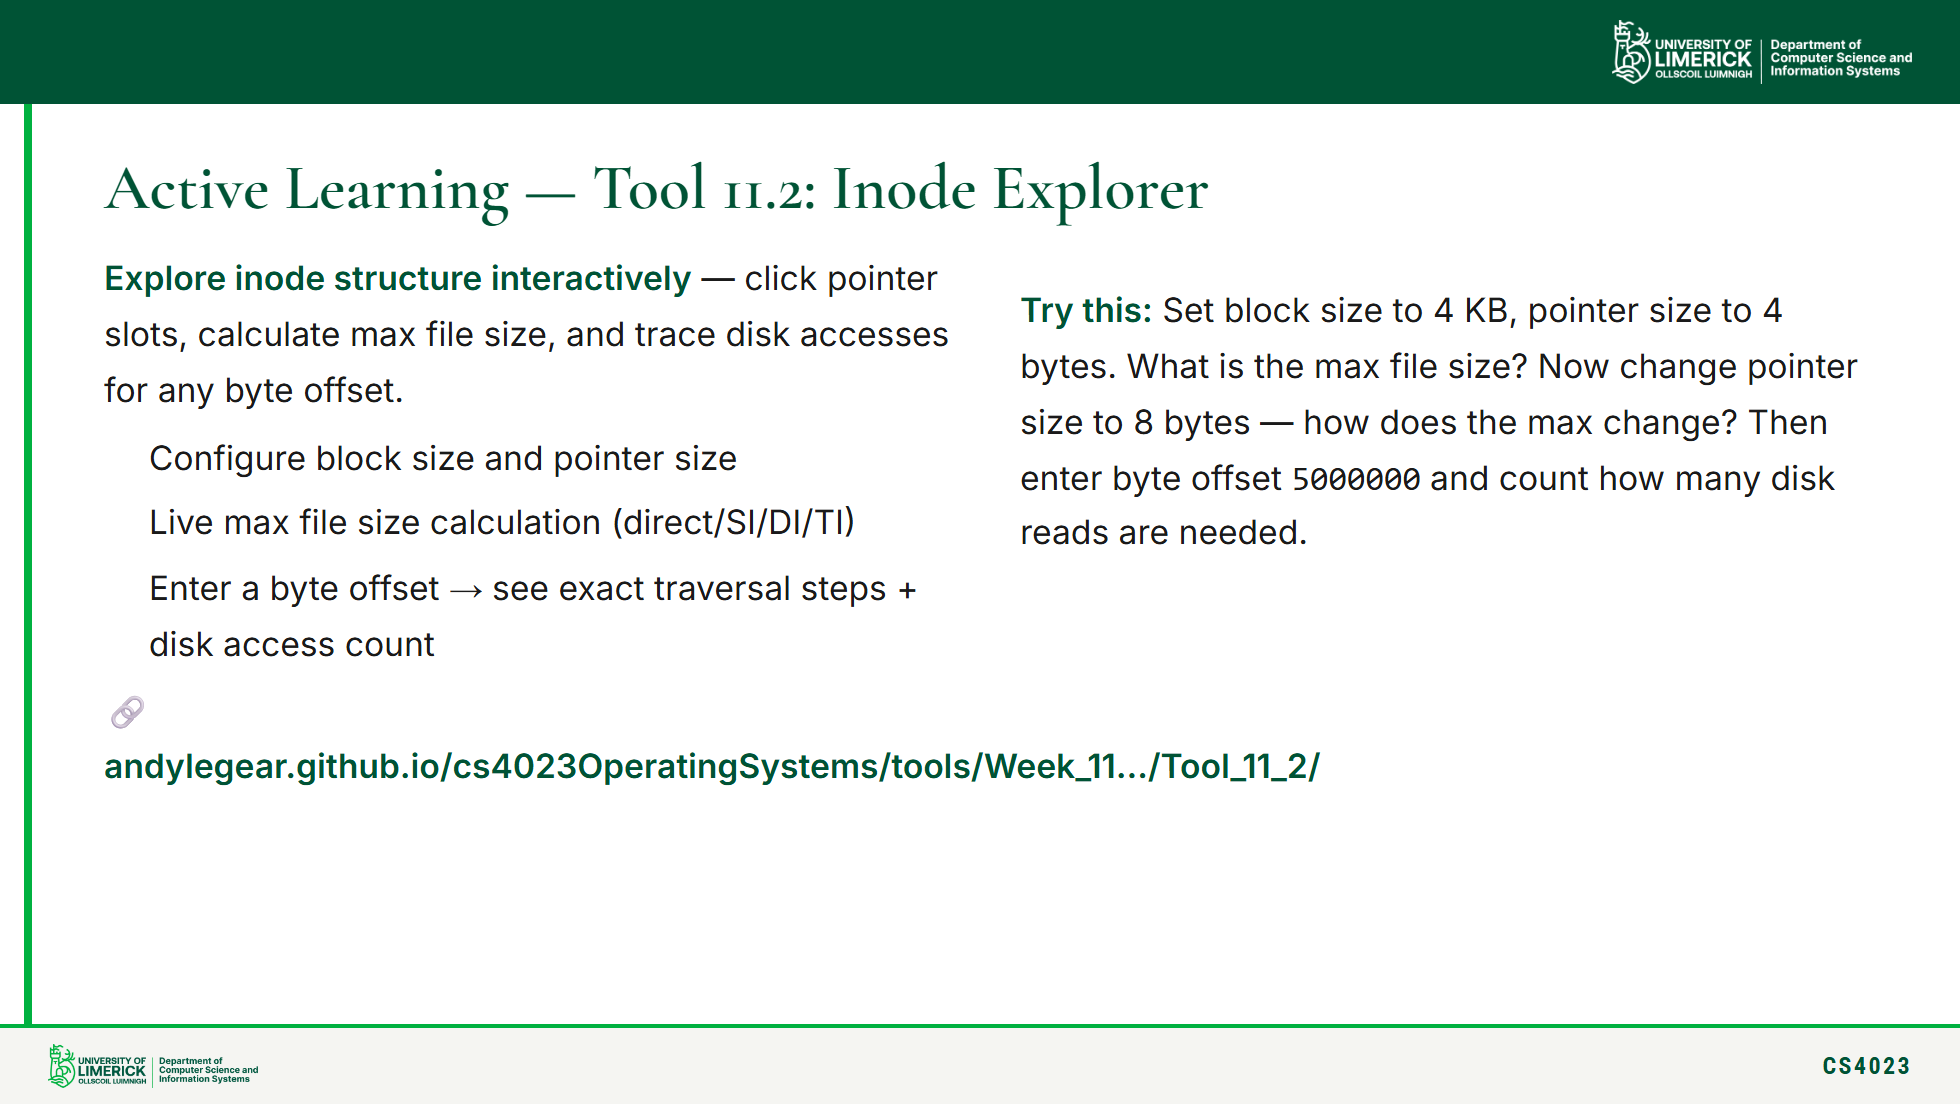 UNIVERSITY OF
LIMERICK
OLLSCOIL LUIMNIGH
Department of
Computer Science and
Information Systems
Active Learning — Tool 11.2: Inode Explorer
Explore inode structure interactively — click pointer
slots, calculate max file size, and trace disk accesses
for any byte offset.
Configure block size and pointer size
Live max file size calculation (direct/SI/DI/TI)
Enter a byte offset → see exact traversal steps +
disk access count
🔗
andylegear.github.io/cs4023OperatingSystems/tools/Week_11.../Tool_11_2/
Try this: Set block size to 4 KB, pointer size to 4
bytes. What is the max file size? Now change pointer
size to 8 bytes — how does the max change? Then
enter byte offset 5000000 and count how many disk
reads are needed.
UNIVERSITY OF
LIMERICK
OLLSCOIL LUIMNIGH
Department of
Computer Science and
Information Systems
CS4023